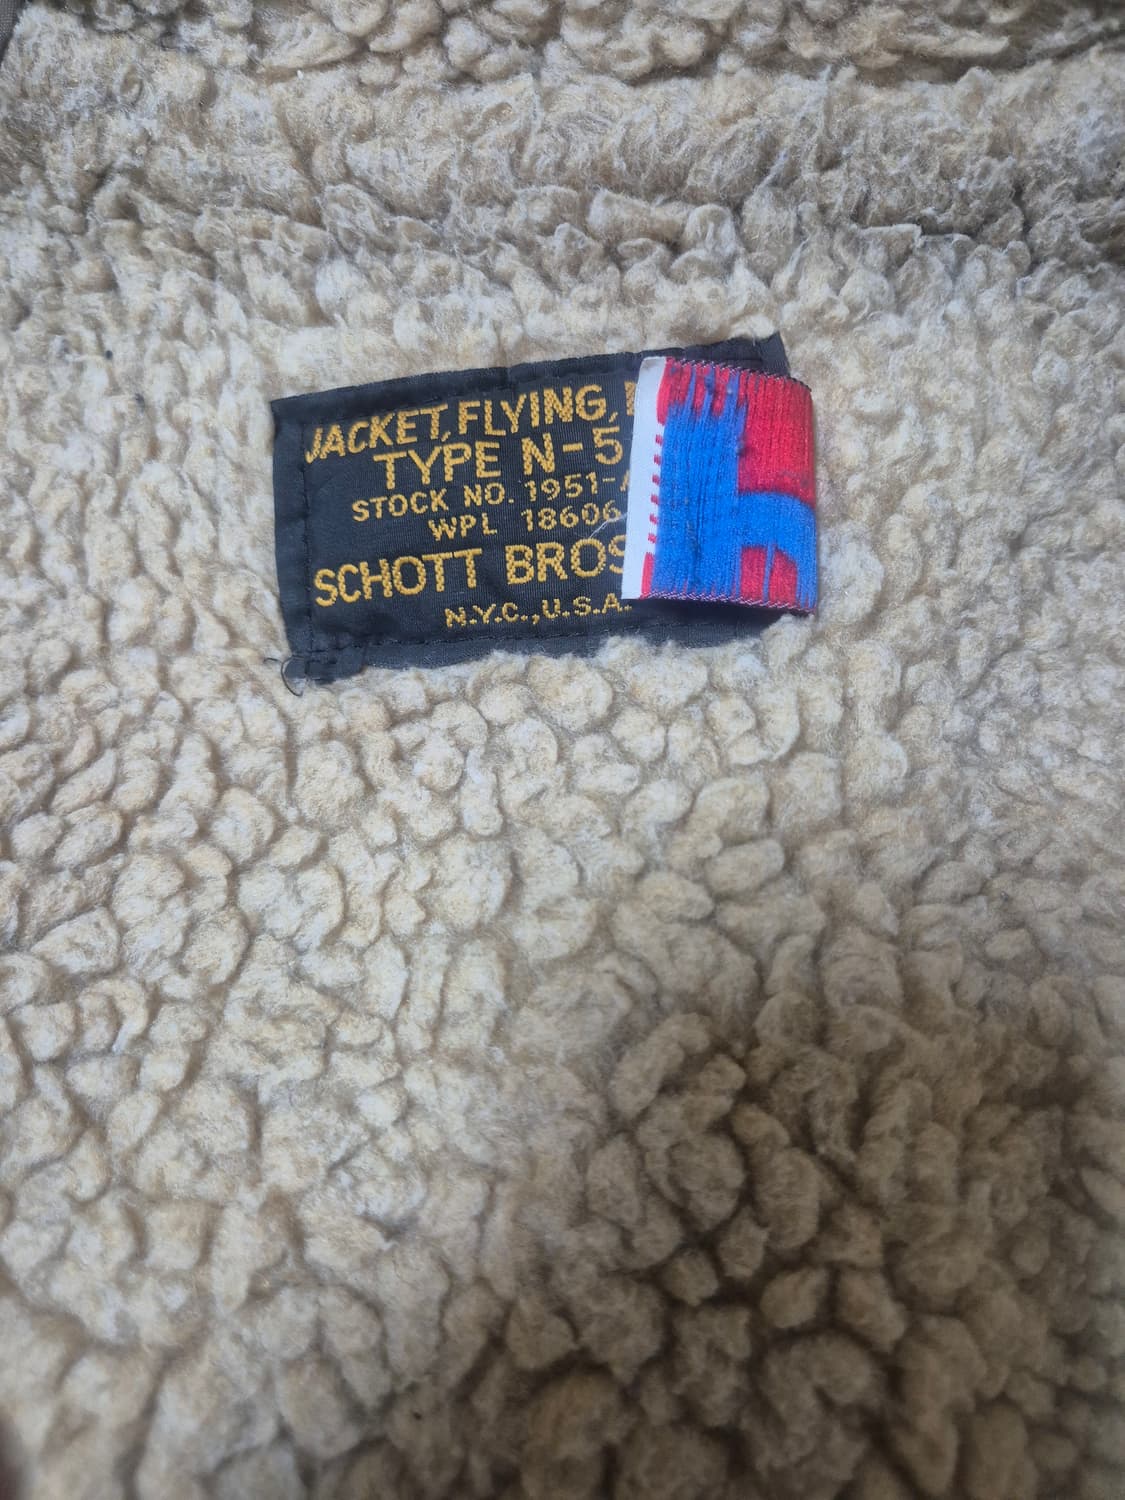 JACKET, FLYING,
TYPE N-5
STOCK NO. 1951-
WPL 18606
SCHOTT BROS
N.Y.C., U.S.A.